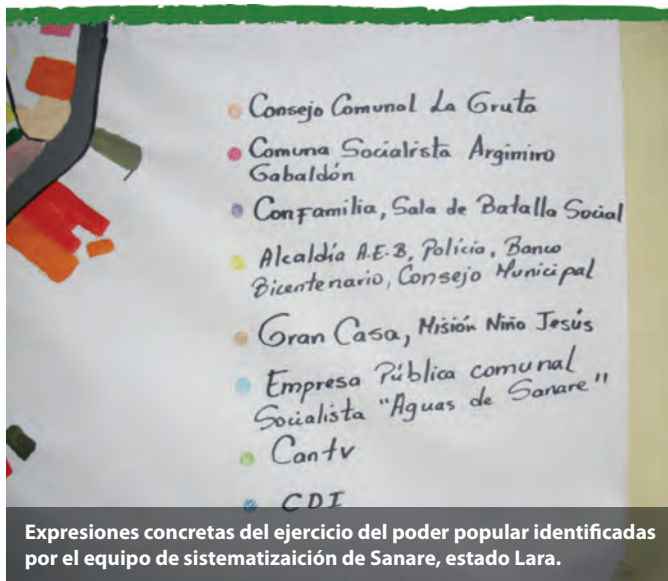 Consejo Comunal La Gruta
Comuna Socialista Argimiro
Gabaldón
Confamilia, Sala de Batalla Social
Alcaldía A.E.B, Policía, Banco
Bicentenario, Consejo Municipal
Gran Casa, Misión Niño Jesús
Empresa Pública comunal
Socialista "Aguas de Sanare"
Cantv
CDI
Expresiones concretas del ejercicio del poder popular identificadas
por el equipo de sistematizaición de Sanare, estado Lara.